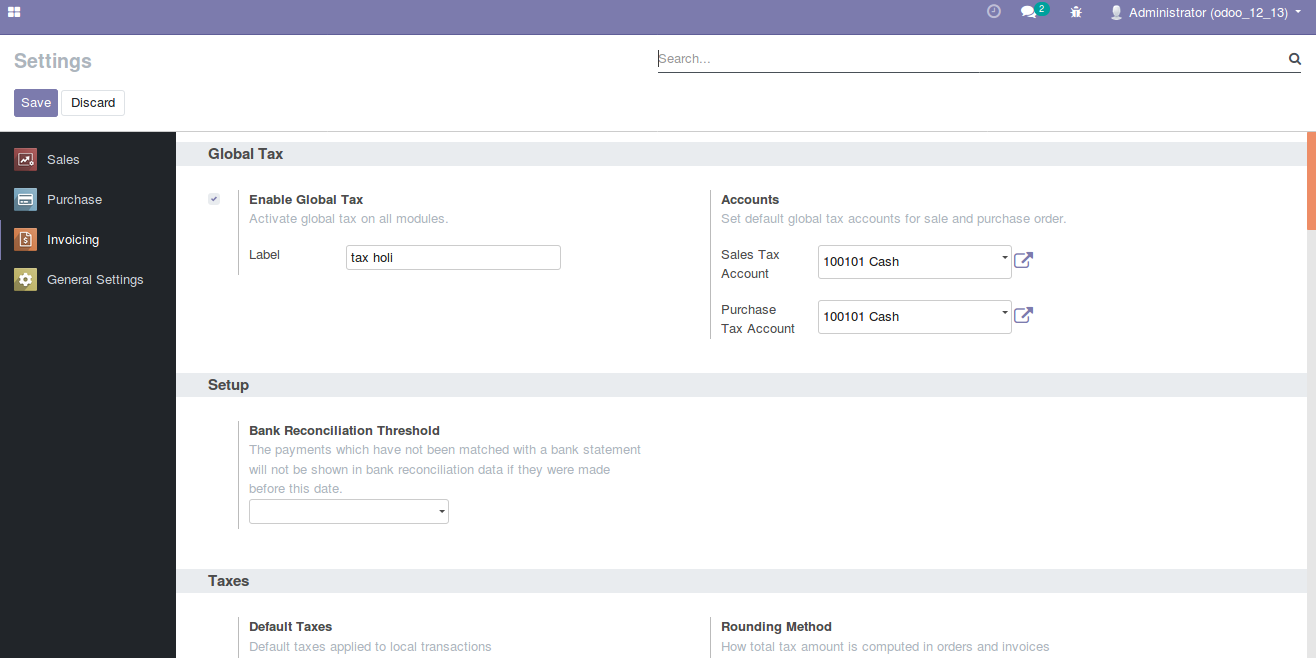 2
Administrator (odoo_12_13)
Settings
Search...
Save
Discard
Sales
Purchase
Invoicing
General Settings
Global Tax
Enable Global Tax
Activate global tax on all modules.
Label
tax holi
Accounts
Set default global tax accounts for sale and purchase order.
Sales Tax
Account
100101 Cash
Purchase
Tax Account
100101 Cash
Setup
Bank Reconciliation Threshold
The payments which have not been matched with a bank statement
will not be shown in bank reconciliation data if they were made
before this date.
Taxes
Default Taxes
Default taxes applied to local transactions
Rounding Method
How total tax amount is computed in orders and invoices